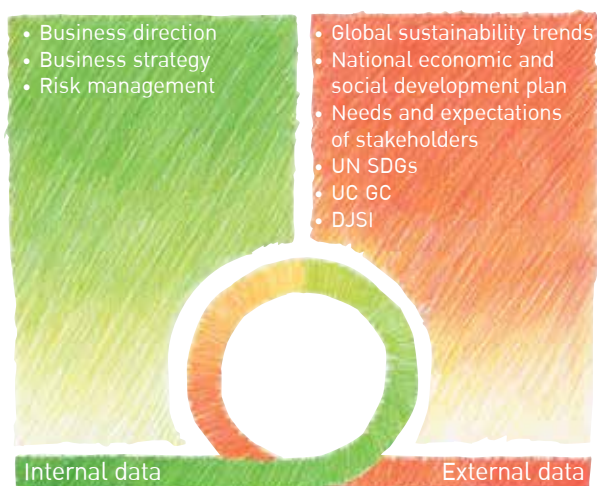 • Business direction
• Business strategy
• Risk management
• Global sustainability trends
• National economic and
social development plan
• Needs and expectations
of stakeholders
• UN SDGs
• UC GC
• DJSI
Internal data
External data